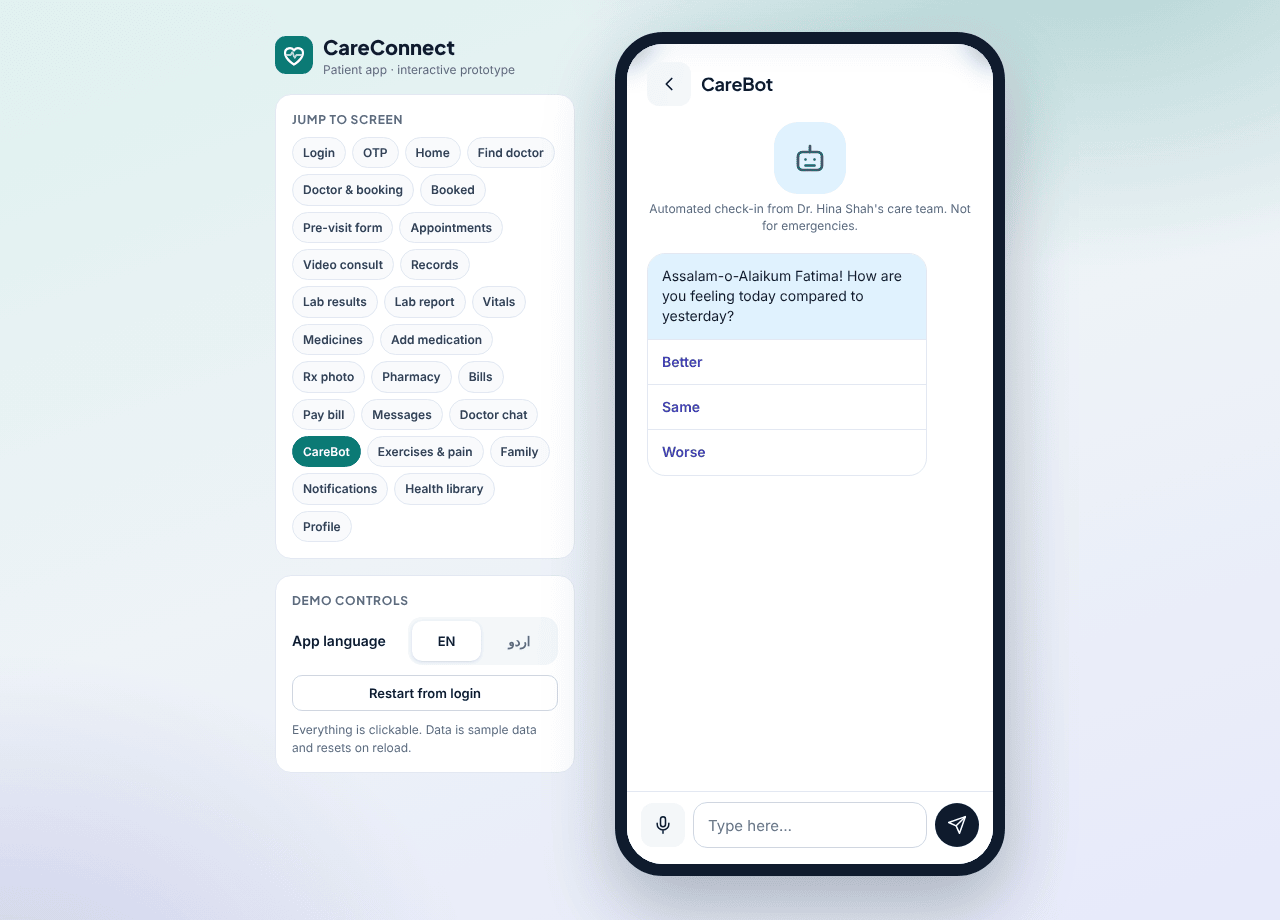 CareConnect
Patient app · interactive prototype
JUMP TO SCREEN
Login OTP Home Find doctor
Doctor & booking Booked
Pre-visit form Appointments
Video consult Records
Lab results Lab report Vitals
Medicines Add medication
Rx photo Pharmacy Bills
Pay bill Messages Doctor chat
CareBot Exercises & pain Family
Notifications Health library
Profile
DEMO CONTROLS
App language EN اردو
Restart from login
Everything is clickable. Data is sample data
and resets on reload.
CareBot
Automated check-in from Dr. Hina Shah's care team. Not
for emergencies.
Assalam-o-Alaikum Fatima! How are
you feeling today compared to
yesterday?
Better
Same
Worse
Type here...